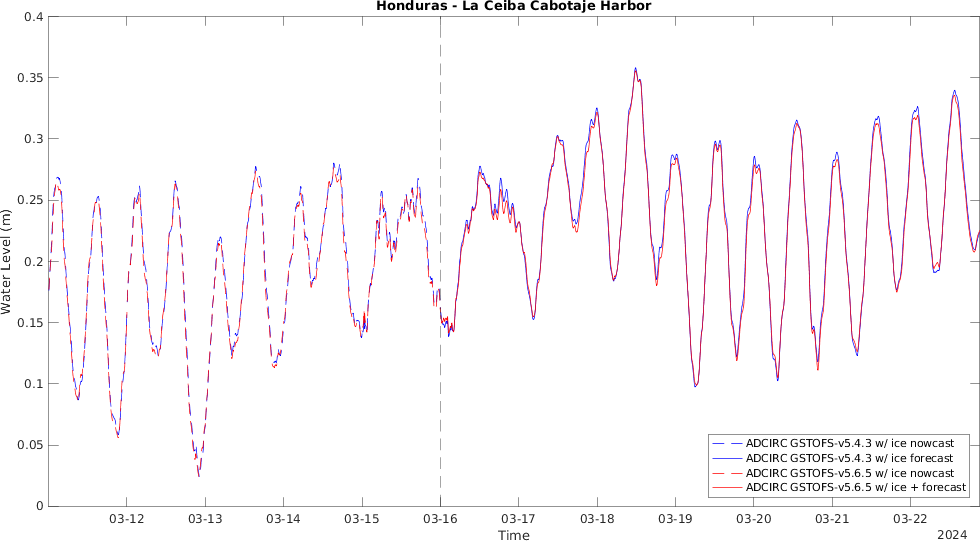 Honduras - La Ceiba Cabotaje Harbor
0.4
0.35
0.3
0.25
0.2
0.15
0.1
0.05
0
Water Level (m)
ADCIRC GSTOFS-v5.4.3 w/ ice nowcast
ADCIRC GSTOFS-v5.4.3 w/ ice forecast
ADCIRC GSTOFS-v5.6.5 w/ ice nowcast
ADCIRC GSTOFS-v5.6.5 w/ ice + forecast
03-12 03-13 03-14 03-15 03-16 03-17 03-18 03-19 03-20 03-21 03-22
Time
2024